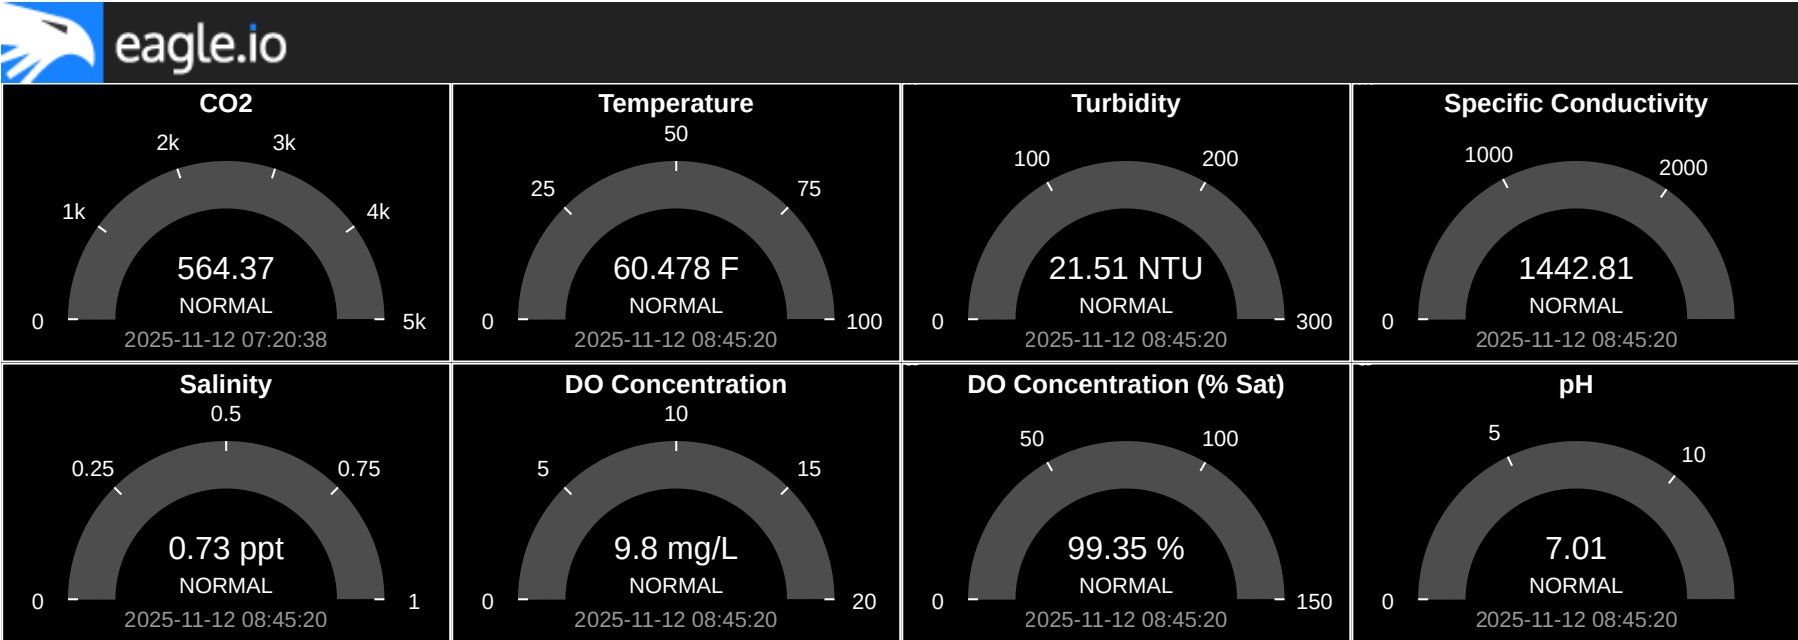 eagle.io
CO2
2k
3k
1k
4k
564.37
NORMAL
0
5k
2025-11-12 07:20:38
Temperature
50
25
75
60.478 F
NORMAL
0
100
2025-11-12 08:45:20
Turbidity
100
200
21.51 NTU
NORMAL
0
300
2025-11-12 08:45:20
Specific Conductivity
1000
2000
1442.81
NORMAL
0
2025-11-12 08:45:20
Salinity
0.5
0.25
0.75
0.73 ppt
NORMAL
0
1
2025-11-12 08:45:20
DO Concentration
10
5
15
9.8 mg/L
NORMAL
0
20
2025-11-12 08:45:20
DO Concentration (% Sat)
50
100
99.35 %
NORMAL
0
150
2025-11-12 08:45:20
pH
5
10
7.01
NORMAL
0
2025-11-12 08:45:20